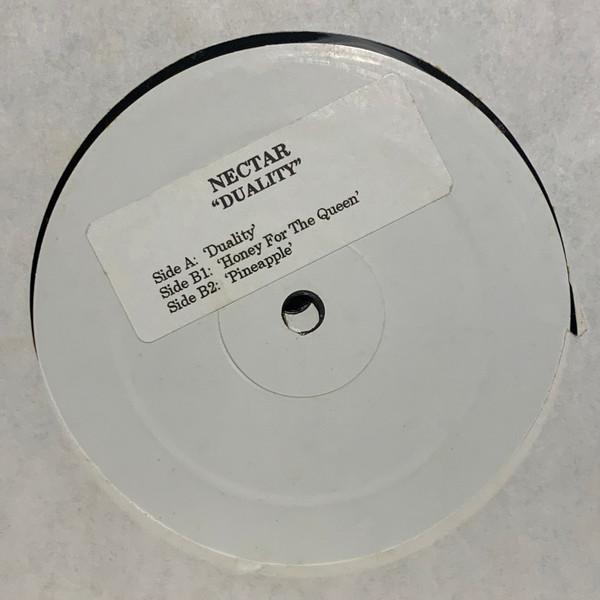 NECTAR
“DUALITY”
Side A: ‘Duality’
Side B1: ‘Honey For The Queen’
Side B2: ‘Pineapple’